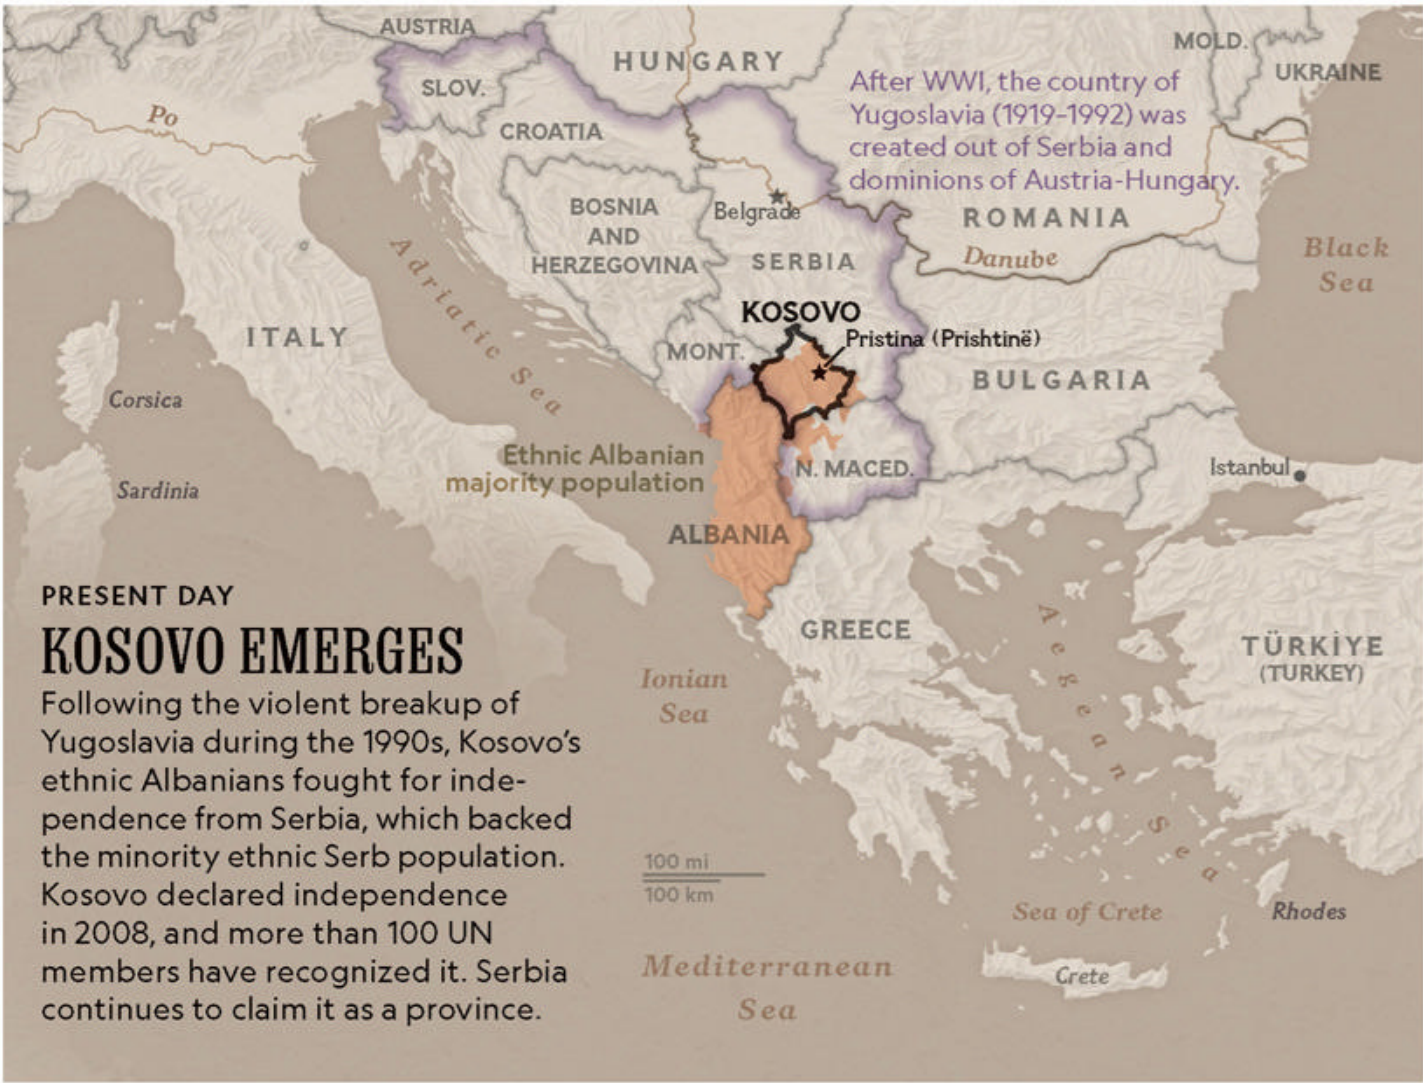 AUSTRIA
HUNGARY
MOLD.
UKRAINE
SLOV.
Po
CROATIA
After WWI, the country of
Yugoslavia (1919-1992) was
created out of Serbia and
dominions of Austria-Hungary.
BOSNIA
AND
HERZEGOVINA
Belgrade
ROMANIA
Adriatic Sea
SERBIA
Danube
Black
Sea
KOSOVO
Pristina (Prishtinë)
ITALY
MONT.
BULGARIA
Corsica
Ethnic Albanian
majority population
N. MACED.
Istanbul
Sardinia
ALBANIA
PRESENT DAY
KOSOVO EMERGES
Following the violent breakup of
Yugoslavia during the 1990s, Kosovo's
ethnic Albanians fought for inde-
pendence from Serbia, which backed
the minority ethnic Serb population.
Kosovo declared independence
in 2008, and more than 100 UN
members have recognized it. Serbia
continues to claim it as a province.
GREECE
Aegean Sea
TÜRKİYE
(TURKEY)
Ionian
Sea
100 mi
100 km
Sea of Crete
Rhodes
Mediterranean
Sea
Crete